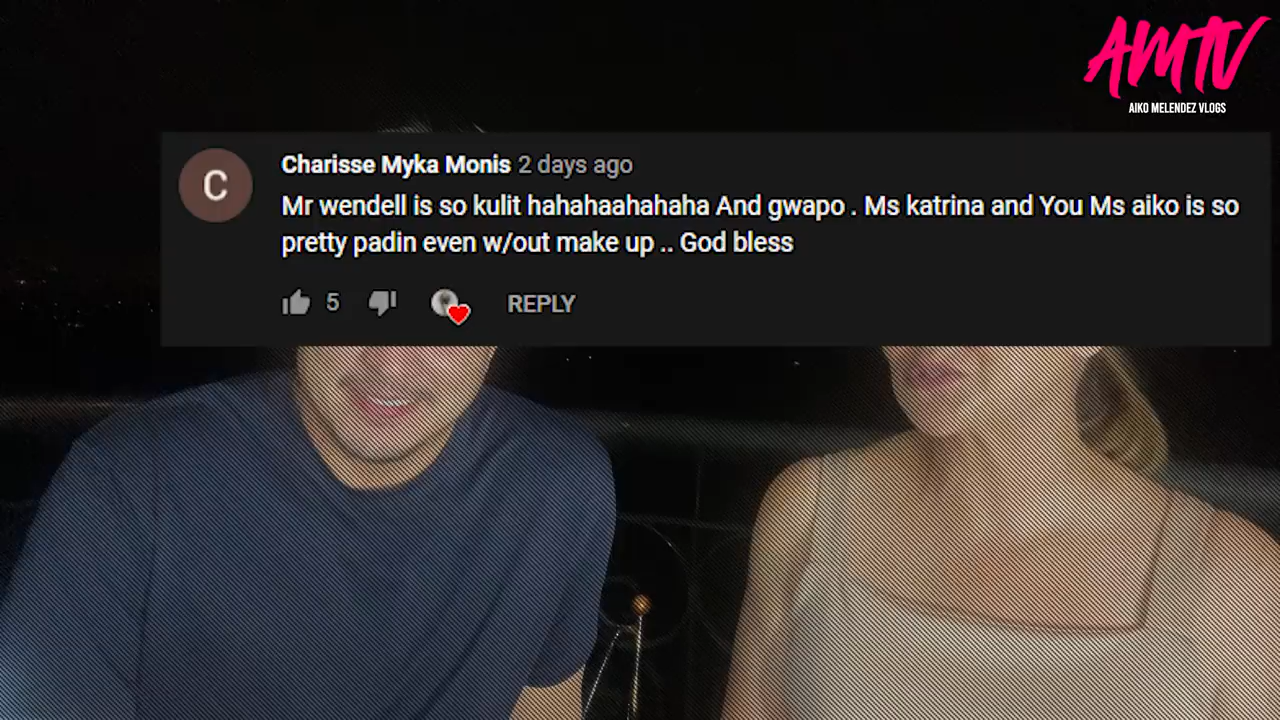 AMTV
AIKO MELENDEZ VLOGS
C
Charisse Myka Monis 2 days ago
Mr wendell is so kulit hahahaahahaha And gwapo . Ms katrina and You Ms aiko is so
pretty padin even w/out make up .. God bless
5
REPLY